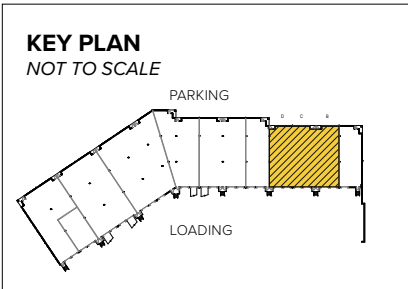 KEY PLAN
NOT TO SCALE
PARKING
D C B
LOADING